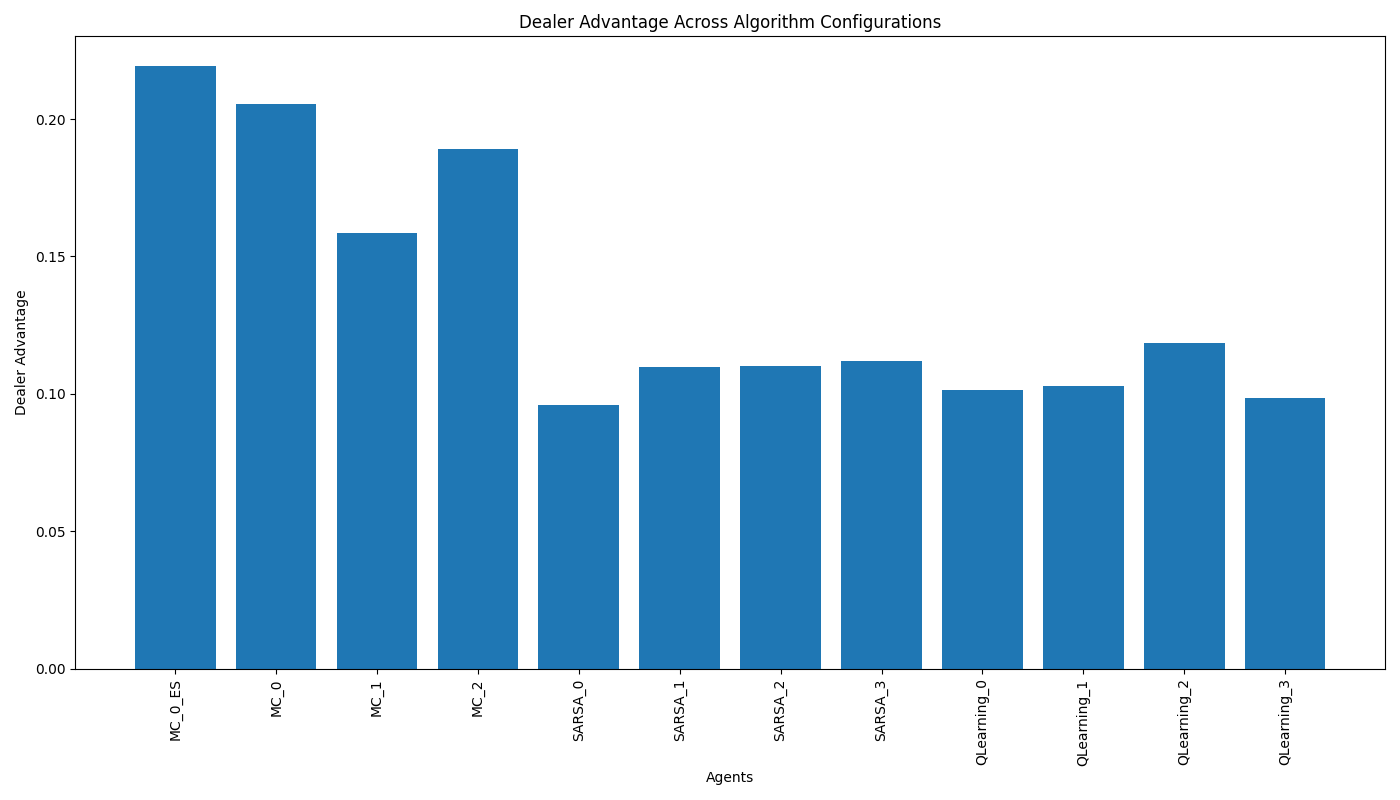 Dealer Advantage Across Algorithm Configurations
Dealer Advantage
0.20
0.15
0.10
0.05
0.00
MC_0_ES
MC_0
MC_1
MC_2
SARSA_0
SARSA_1
SARSA_2
SARSA_3
QLearning_0
QLearning_1
QLearning_2
QLearning_3
Agents